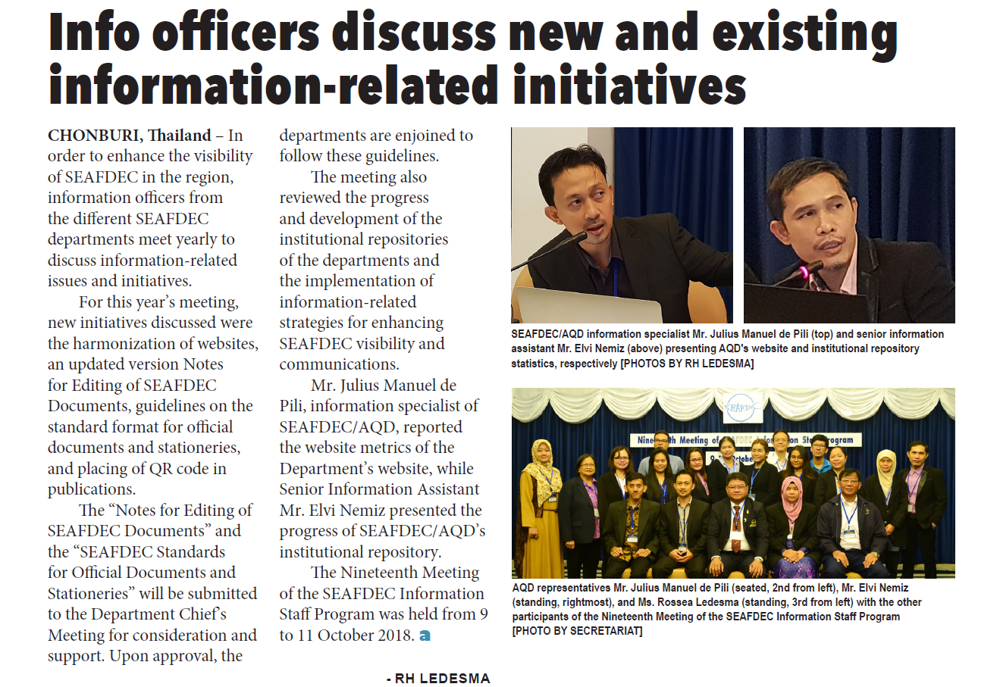 Info officers discuss new and existing
information-related initiatives
CHONBURI, Thailand – In
order to enhance the visibility
of SEAFDEC in the region,
information officers from
the different SEAFDEC
departments meet yearly to
discuss information-related
issues and initiatives.
For this year’s meeting,
new initiatives discussed were
the harmonization of websites,
an updated version Notes
for Editing of SEAFDEC
Documents, guidelines on the
standard format for official
documents and stationeries,
and placing of QR code in
publications.
The “Notes for Editing of
SEAFDEC Documents” and
the “SEAFDEC Standards
for Official Documents and
Stationeries” will be submitted
to the Department Chief’s
Meeting for consideration and
support. Upon approval, the
departments are enjoined to
follow these guidelines.
The meeting also
reviewed the progress
and development of the
institutional repositories
of the departments and
the implementation of
information-related
strategies for enhancing
SEAFDEC visibility and
communications.
Mr. Julius Manuel de
Pili, information specialist of
SEAFDEC/AQD, reported
the website metrics of the
Department’s website, while
Senior Information Assistant
Mr. Elvi Nemiz presented the
progress of SEAFDEC/AQD’s
institutional repository.
The Nineteenth Meeting
of the SEAFDEC Information
Staff Program was held from 9
to 11 October 2018. a
- RH LEDESMA
SEAFDEC/AQD information specialist Mr. Julius Manuel de Pili (top) and senior information
assistant Mr. Elvi Nemiz (above) presenting AQD's website and institutional repository
statistics, respectively [PHOTOS BY RH LEDESMA]
SEAFDEC
Meeting of
Program
AQD representatives Mr. Julius Manuel de Pili (seated, 2nd from left), Mr. Elvi Nemiz
(standing, rightmost), and Ms. Rossea Ledesma (standing, 3rd from left) with the other
participants of the Nineteenth Meeting of the SEAFDEC Information Staff Program
[PHOTO BY SECRETARIAT]